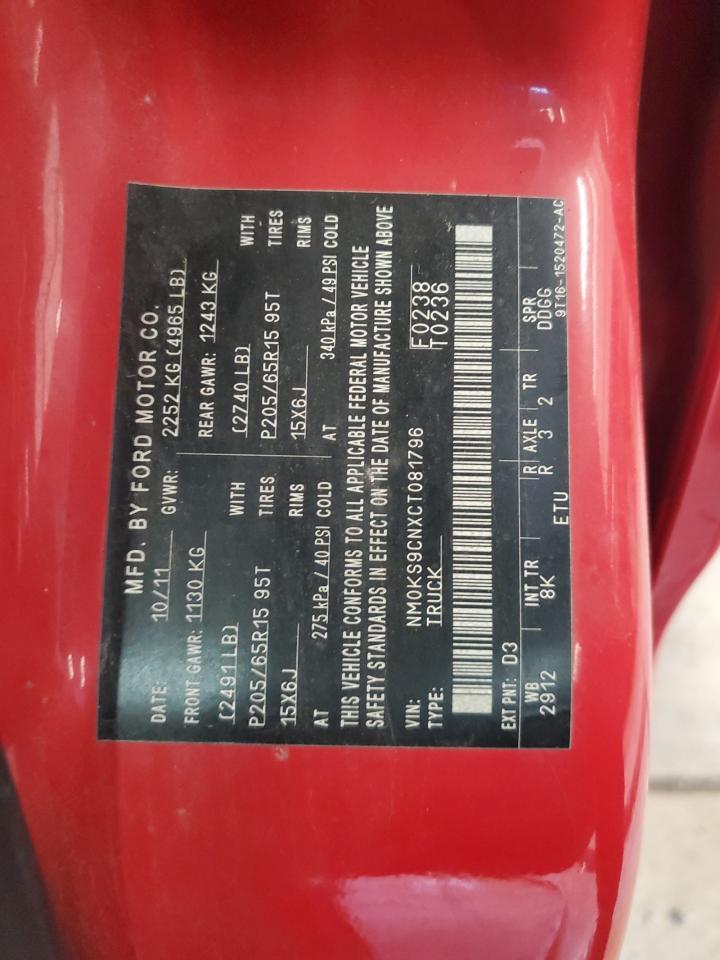 MFD. BY FORD MOTOR CO.
DATE: 10/11 GVWR: 2252 KG (4965 LB)
FRONT GAWR: 1130 KG REAR GAWR: 1243 KG
(2491 LB) WITH (2740 LB) WITH
P205/65R15 95T TIRES P205/65R15 95T TIRES
15X6J RIMS 15X6J RIMS
AT 275 kPa / 40 PSI COLD AT 340 kPa / 49 PSI COLD
THIS VEHICLE CONFORMS TO ALL APPLICABLE FEDERAL MOTOR VEHICLE
SAFETY STANDARDS IN EFFECT ON THE DATE OF MANUFACTURE SHOWN ABOVE
VIN: NM0KS9CNXCT081796 F0238
TYPE: TRUCK T0236
EXT PNT: D3
WB INT TR R AXLE TR SPR
2912 8K R 3 2 DDGG
ETU 9T16-1520472-AC